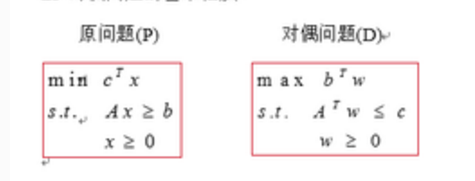 原问题(P)
min c^T x
s.t. Ax ≥ b
x ≥ 0
对偶问题(D)
max b^T w
s.t. A^T w ≤ c
w ≥ 0